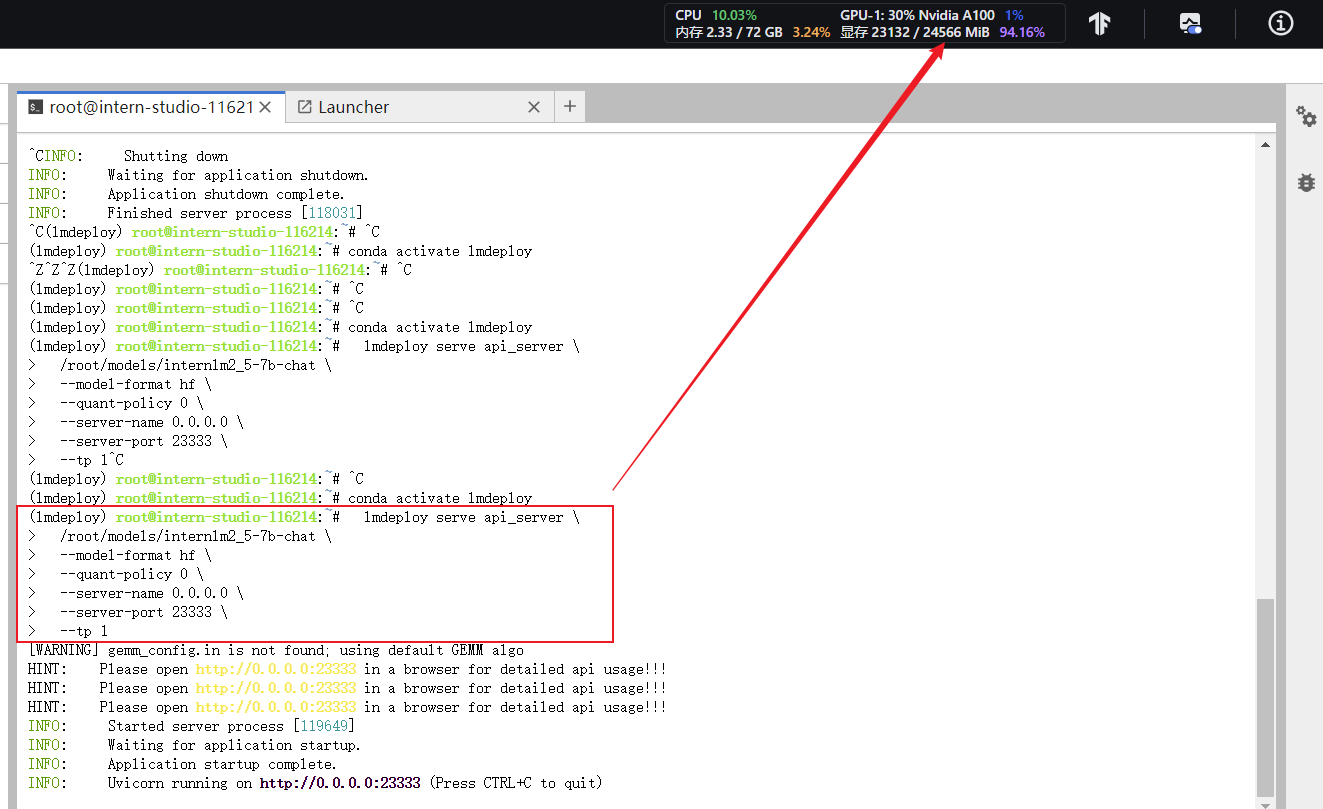 CPU 10.03% GPU-1: 30% Nvidia A100 1%
内存 2.33 / 72 GB 3.24% 显存 23132 / 24566 MiB 94.16%
root@intern-studio-11621 Launcher
^CINFO: Shutting down
INFO: Waiting for application shutdown.
INFO: Application shutdown complete.
INFO: Finished server process [118031]
^C(lmdeploy) root@intern-studio-116214:~# ^C
(lmdeploy) root@intern-studio-116214:~# conda activate lmdeploy
^Z^Z^Z(lmdeploy) root@intern-studio-116214:~# ^C
(lmdeploy) root@intern-studio-116214:~# ^C
(lmdeploy) root@intern-studio-116214:~# ^C
(lmdeploy) root@intern-studio-116214:~# conda activate lmdeploy
(lmdeploy) root@intern-studio-116214:~# lmdeploy serve api_server \
> /root/models/internlm2_5-7b-chat \
> --model-format hf \
> --quant-policy 0 \
> --server-name 0.0.0.0 \
> --server-port 23333 \
> --tp 1^C
(lmdeploy) root@intern-studio-116214:~# ^C
(lmdeploy) root@intern-studio-116214:~# conda activate lmdeploy
(lmdeploy) root@intern-studio-116214:~# lmdeploy serve api_server \
> /root/models/internlm2_5-7b-chat \
> --model-format hf \
> --quant-policy 0 \
> --server-name 0.0.0.0 \
> --server-port 23333 \
> --tp 1
[WARNING] gemm_config.in is not found; using default GEMM algo
HINT: Please open http://0.0.0.0:23333 in a browser for detailed api usage!!!
HINT: Please open http://0.0.0.0:23333 in a browser for detailed api usage!!!
HINT: Please open http://0.0.0.0:23333 in a browser for detailed api usage!!!
INFO: Started server process [119649]
INFO: Waiting for application startup.
INFO: Application startup complete.
INFO: Uvicorn running on http://0.0.0.0:23333 (Press CTRL+C to quit)